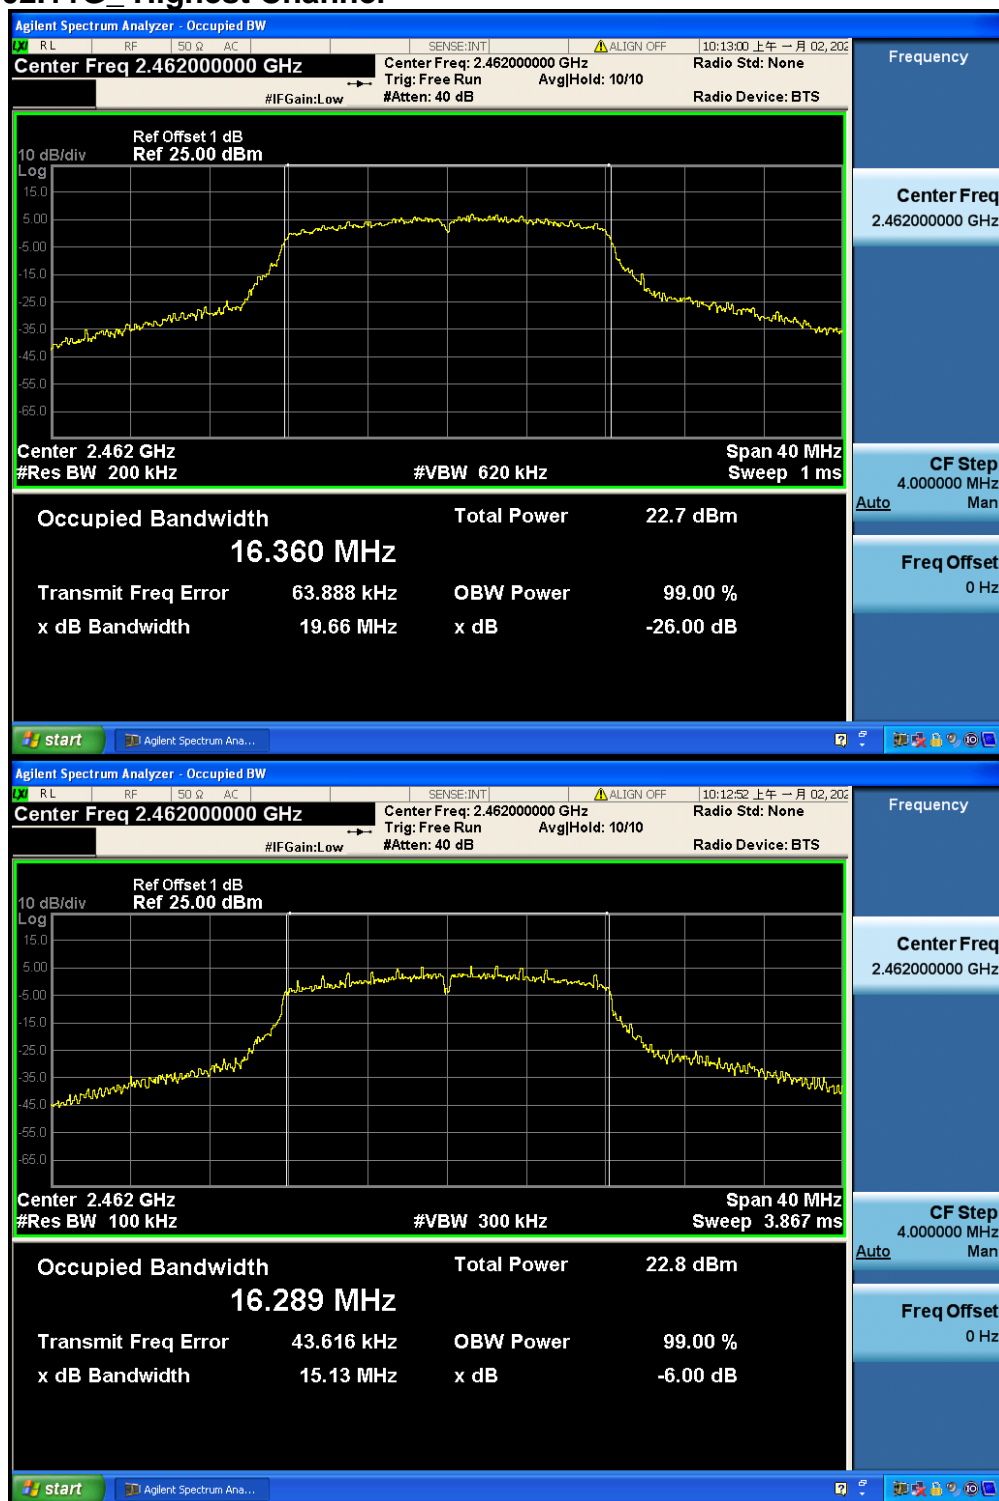 Agilent Spectrum Analyzer - Occupied BW
LXI RL RF 50 Ω AC SENSE:INT ALIGN OFF 10:13:00 上午 一月 02, 202
Center Freq 2.462000000 GHz
Center Freq: 2.462000000 GHz
Radio Std: None
Trig: Free Run Avg|Hold: 10/10
#IFGain:Low #Atten: 40 dB Radio Device: BTS
Frequency
Ref Offset 1 dB
10 dB/div Ref 25.00 dBm
Log
15.0
5.00
-5.00
-15.0
-25.0
-35.0
-45.0
-55.0
-65.0
Center 2.462 GHz Span 40 MHz
#Res BW 200 kHz #VBW 620 kHz Sweep 1 ms
Occupied Bandwidth Total Power 22.7 dBm
16.360 MHz
Transmit Freq Error 63.888 kHz OBW Power 99.00 %
x dB Bandwidth 19.66 MHz x dB -26.00 dB
Center Freq
2.462000000 GHz
CF Step
4.000000 MHz
Auto Man
Freq Offset
0 Hz
start Agilent Spectrum Ana...
Agilent Spectrum Analyzer - Occupied BW
LXI RL RF 50 Ω AC SENSE:INT ALIGN OFF 10:12:52 上午 一月 02, 202
Center Freq 2.462000000 GHz
Center Freq: 2.462000000 GHz
Radio Std: None
Trig: Free Run Avg|Hold: 10/10
#IFGain:Low #Atten: 40 dB Radio Device: BTS
Frequency
Ref Offset 1 dB
10 dB/div Ref 25.00 dBm
Log
15.0
5.00
-5.00
-15.0
-25.0
-35.0
-45.0
-55.0
-65.0
Center 2.462 GHz Span 40 MHz
#Res BW 100 kHz #VBW 300 kHz Sweep 3.867 ms
Occupied Bandwidth Total Power 22.8 dBm
16.289 MHz
Transmit Freq Error 43.616 kHz OBW Power 99.00 %
x dB Bandwidth 15.13 MHz x dB -6.00 dB
Center Freq
2.462000000 GHz
CF Step
4.000000 MHz
Auto Man
Freq Offset
0 Hz
start Agilent Spectrum Ana...